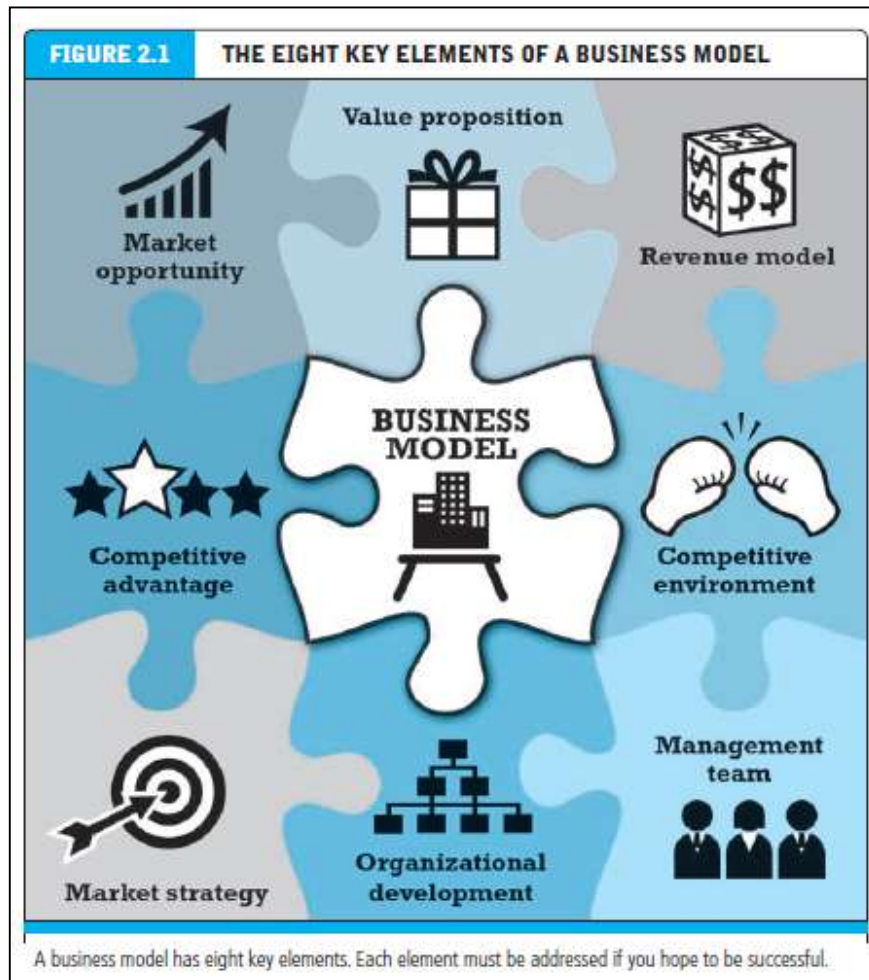 FIGURE 2.1
THE EIGHT KEY ELEMENTS OF A BUSINESS MODEL
Market
opportunity
Value proposition
$$
$$
$$
$$
Revenue model
Competitive
advantage
BUSINESS
MODEL
Competitive
environment
Market strategy
Organizational
development
Management
team
A business model has eight key elements. Each element must be addressed if you hope to be successful.